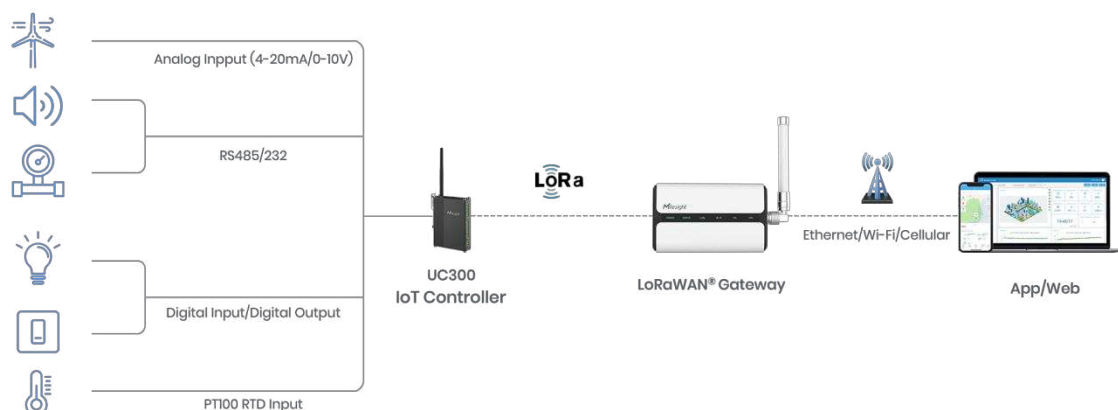 Analog Inpput (4-20mA/0-10V)
RS485/232
LoRa
Milesight
Ethernet/Wi-Fi/Cellular
UC300
IoT Controller
LoRaWAN® Gateway
App/Web
Digital Input/Digital Output
PT100 RTD Input